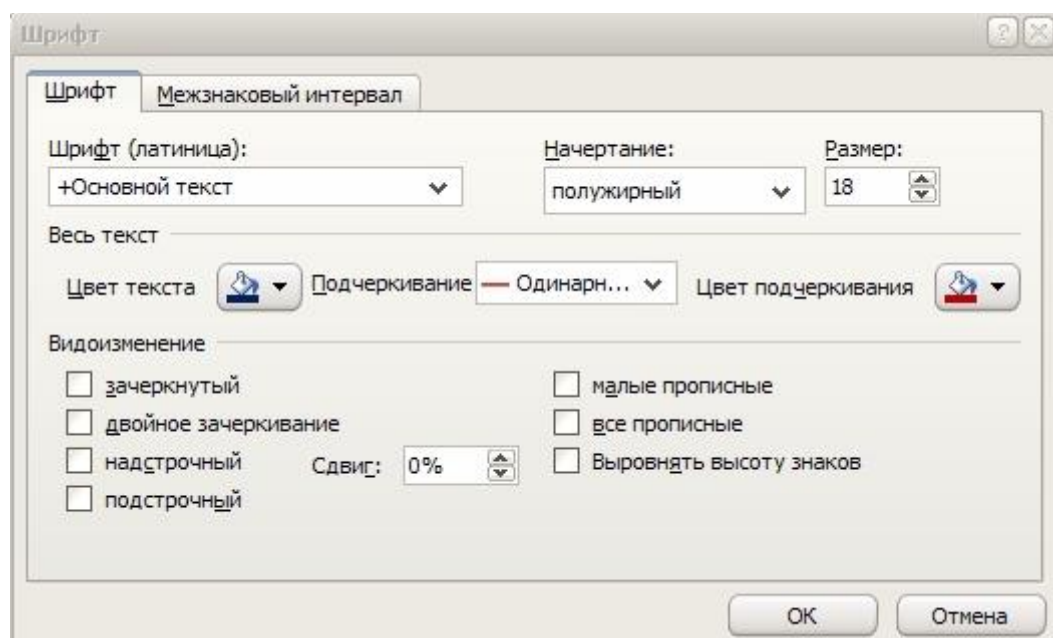 Шрифт
Шрифт Межзнаковый интервал
Шрифт (латиница): Начертание: Размер:
+Основной текст полужирный 18
Весь текст
Цвет текста Подчеркивание Одинарн... Цвет подчеркивания
Видоизменение
зачеркнутый малые прописные
двойное зачеркивание все прописные
надстрочный Сдвиг: 0% Выровнять высоту знаков
подстрочный
ОК Отмена